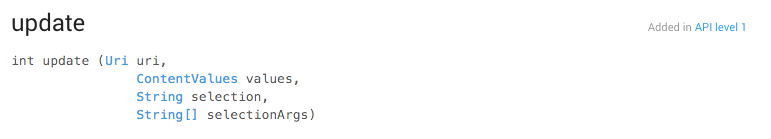 update
Added in API level 1
int update (Uri uri,
ContentValues values,
String selection,
String[] selectionArgs)